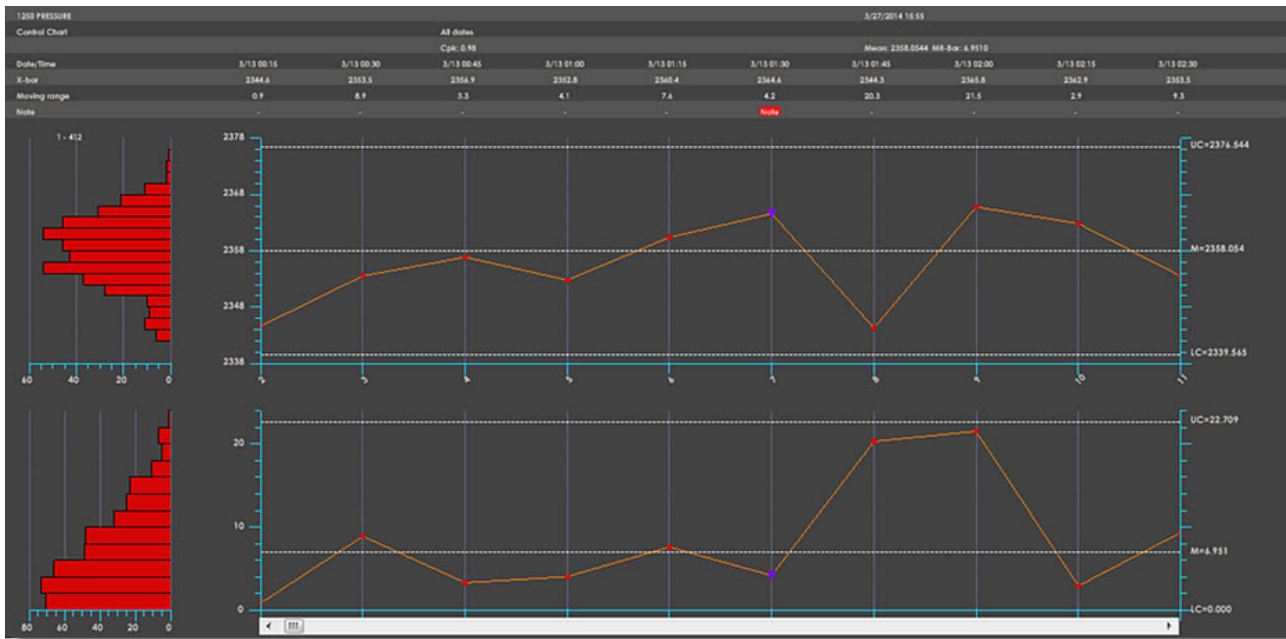 1250 PRESSURE 3/27/2014 15:55
Control Chart All dates
Cpk: 0.98 Mean: 2358.0544 MR-Bar: 6.9510
Date/Time 3/13 00:15 3/13 00:30 3/13 00:45 3/13 01:00 3/13 01:15 3/13 01:30 3/13 01:45 3/13 02:00 3/13 02:15 3/13 02:30
X-bar 2344.6 2353.5 2356.9 2352.8 2360.4 2364.6 2344.3 2365.8 2362.9 2353.5
Moving range 0.9 8.9 3.3 4.1 7.6 4.2 20.3 21.5 2.9 9.3
Note - - - - - Note - - - -
1 - 412
2378
UC=2376.544
2368
2358 M=2358.054
2348
LC=2339.565
2338
60 40 20 0 2 3 4 5 6 7 8 9 10 11
UC=22.709
20
10
M=6.951
0 LC=0.000
80 60 40 20 0